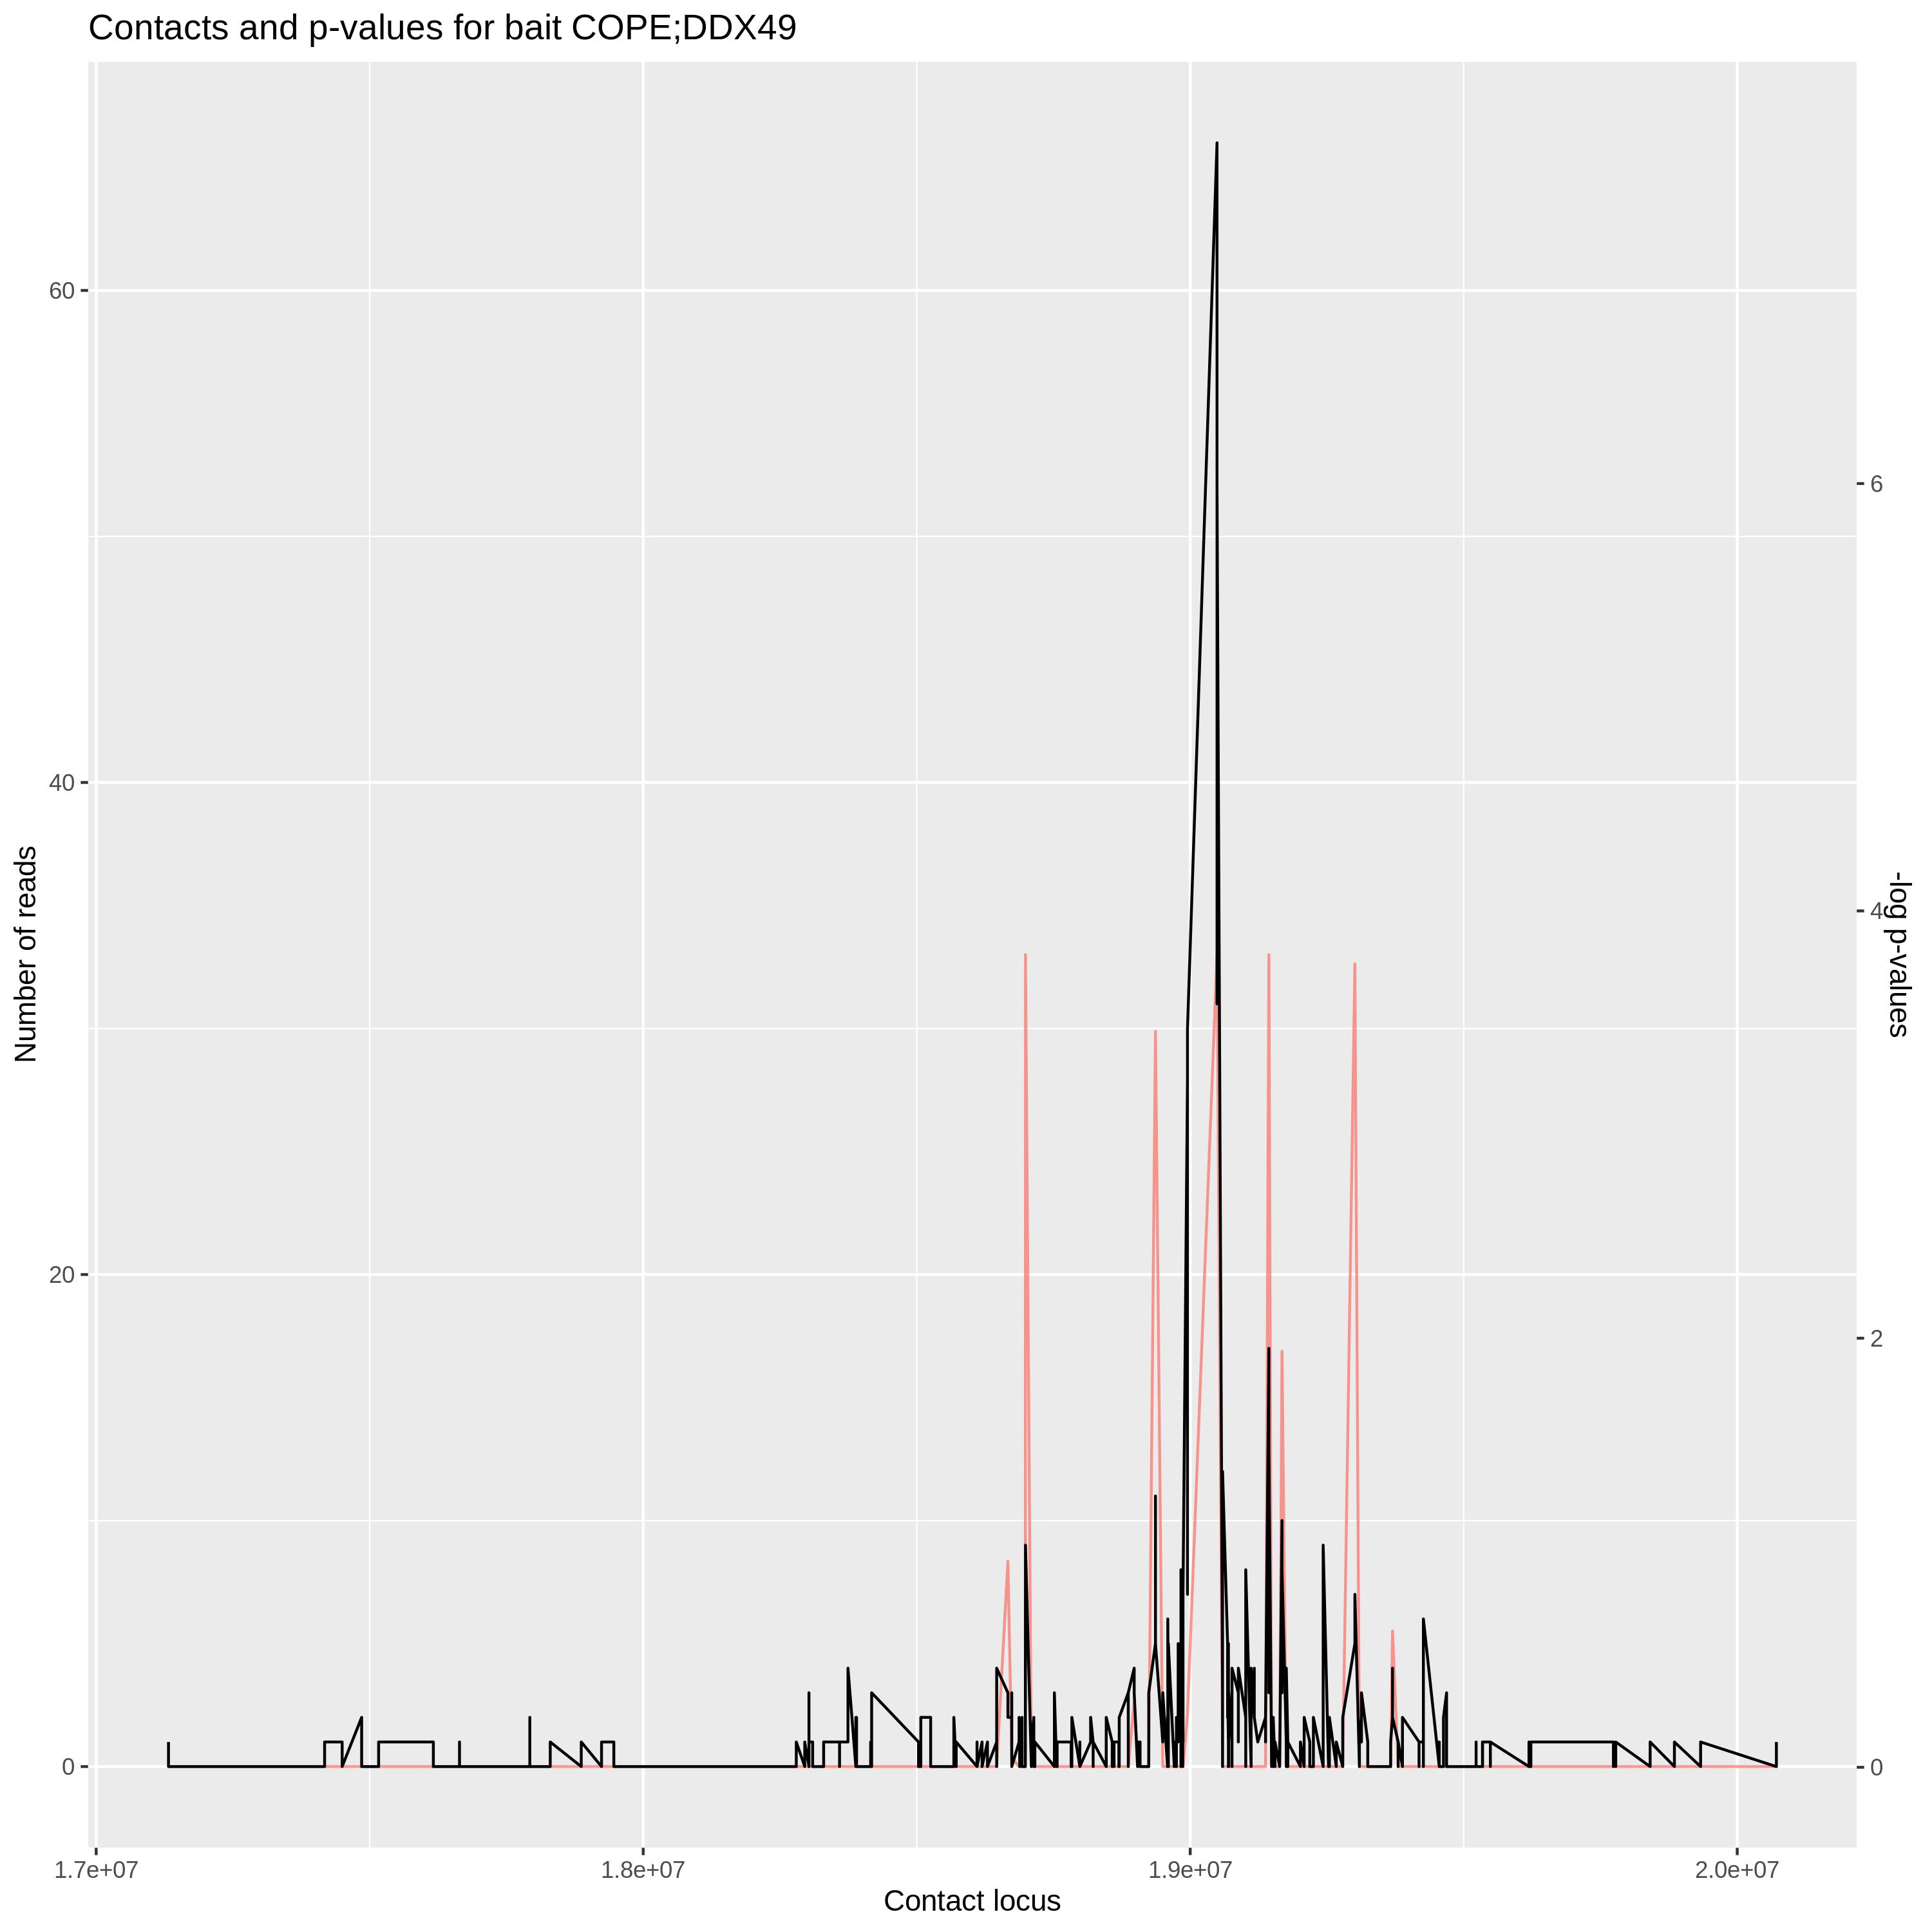 Contacts and p-values for bait COPE;DDX49
60
40
20
0
Number of reads
6
4
2
0
-log p-values
1.7e+07
1.8e+07
1.9e+07
2.0e+07
Contact locus